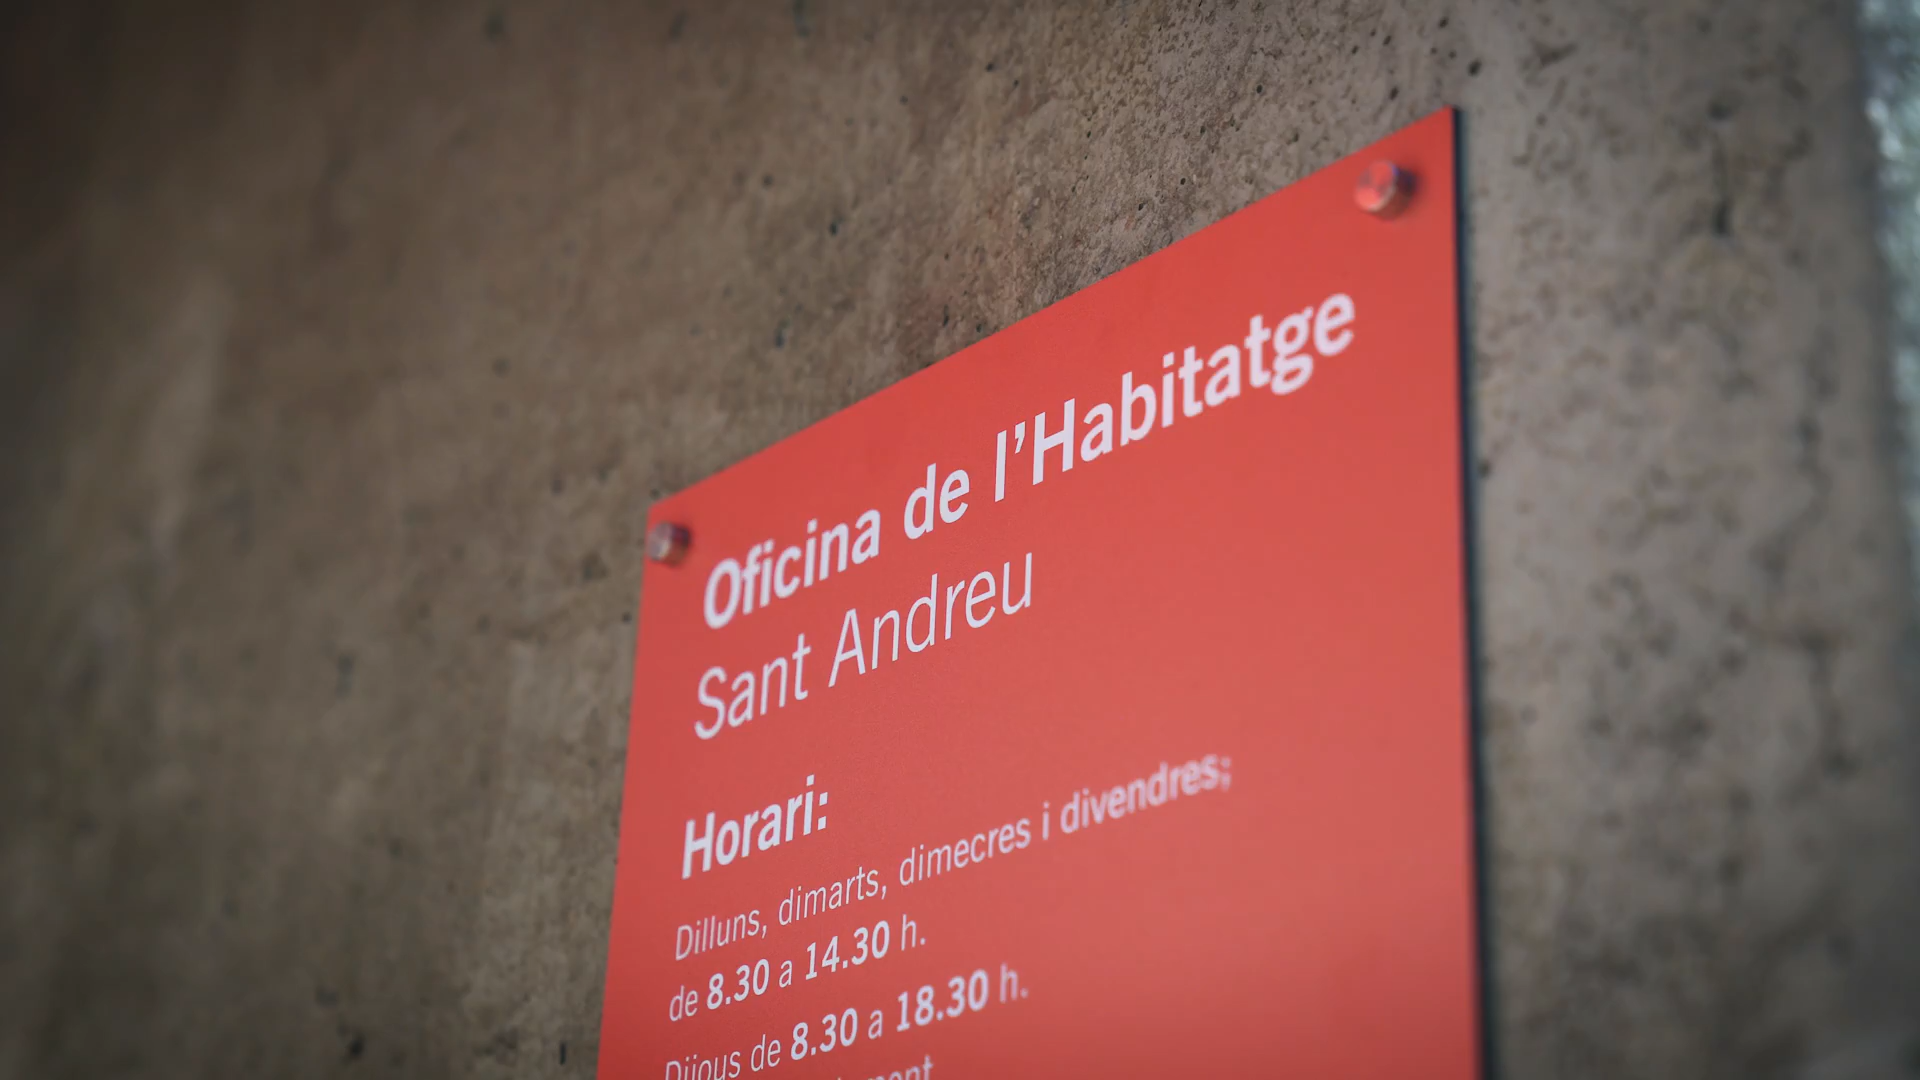 Oficina de l’Habitatge
Sant Andreu
Horari:
Dilluns, dimarts, dimecres i divendres;
de 8.30 a 14.30 h.
Dijous de 8.30 a 18.30 h.